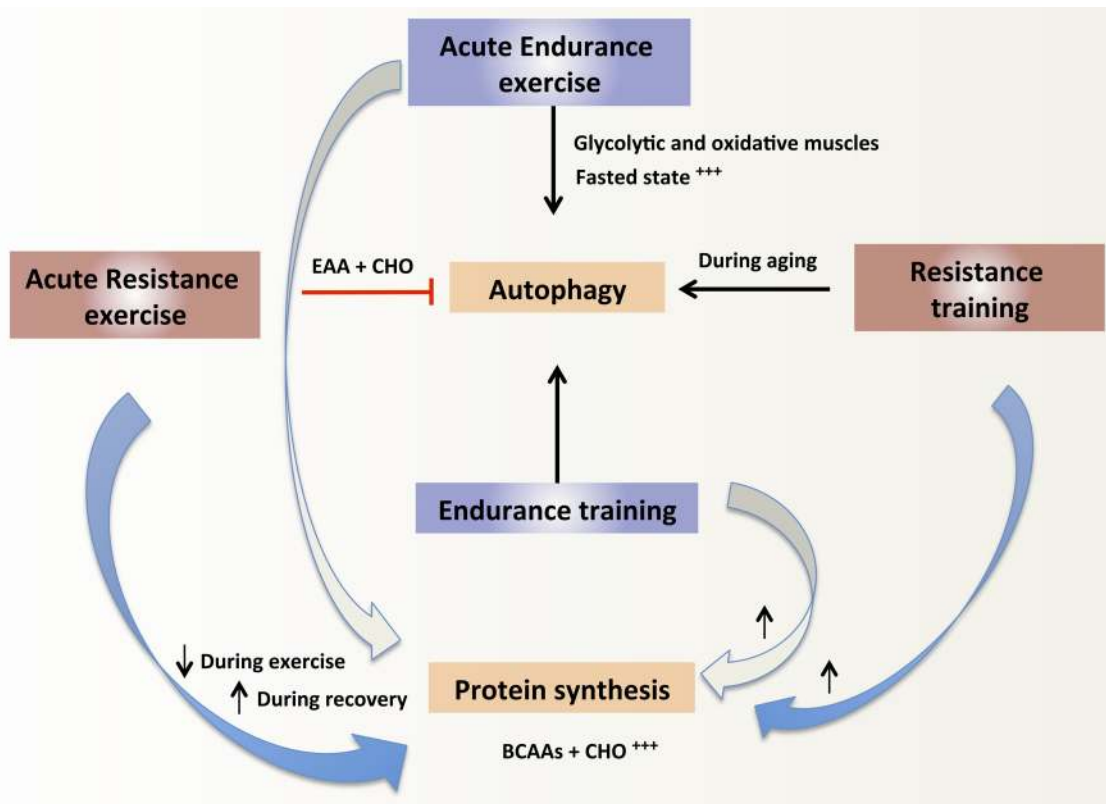 Acute Endurance
exercise
Glycolytic and oxidative muscles
Fasted state +++
Acute Resistance
exercise
EAA + CHO
Autophagy
During aging
Resistance
training
Endurance training
↓ During exercise
↑ During recovery
↑
↑
Protein synthesis
BCAAs + CHO +++